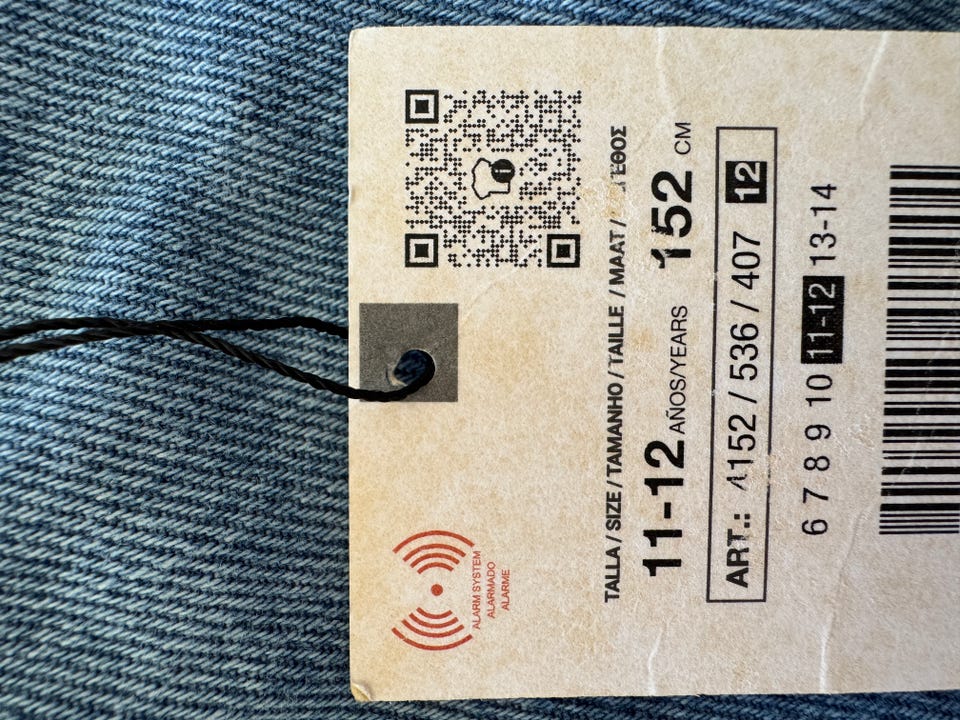 ALARM SYSTEM
ALARMADO
ALARME
TALLA / SIZE / TAMANHO / TAILLE / MAAT /
11-12 AÑOS/YEARS 152 CM
ART.: 4152 / 536 / 407 12
6 7 8 9 10 11-12 13-14